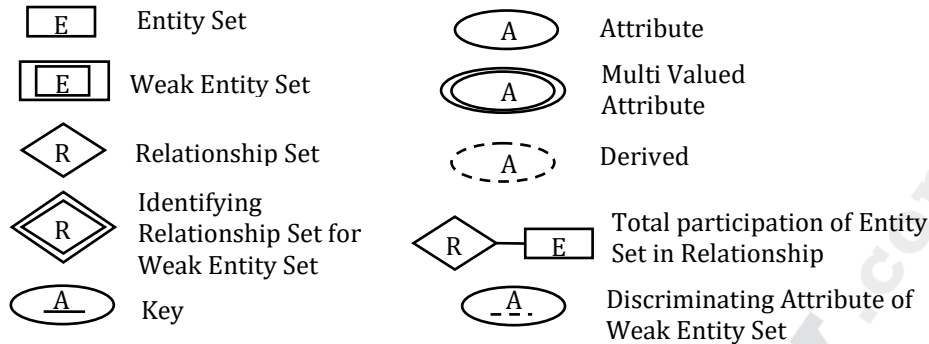 E Entity Set
E Weak Entity Set
R Relationship Set
R Identifying
Relationship Set for
Weak Entity Set
A Key
A Attribute
A Multi Valued
Attribute
A Derived
R E Total participation of Entity
Set in Relationship
A Discriminating Attribute of
Weak Entity Set
.com